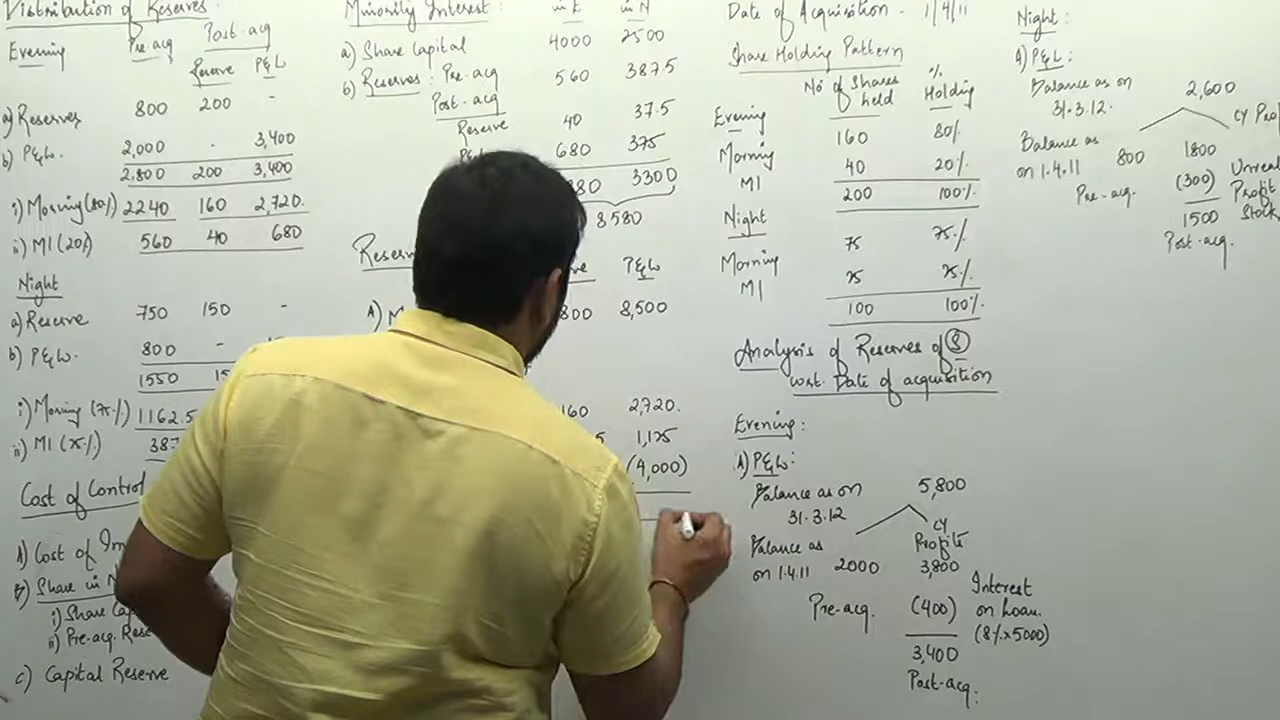 Distribution of Reserves.
Evening Pre-acq Post-acq
Reserve P&L
a) Reserves 800 200 -
b) P&L. 2,000 . 3,400
2,800 200 3,400
i) Morning (80%) 2240 160 2,720.
ii) MI (20%) 560 40 680
Night
a) Reserve 750 150 -
b) P&L. 800 -
1550
i) Morning (75%) 1162.5
ii) MI (25%)
Cost of Control
A) Cost of
B) Share in
i) Share
ii) Pre-acq.
c) Capital Reserve
Minority Interest: in E in N
a) Share Capital 4000 2500
b) Reserves: Pre-acq 560 387.5
Post-acq
Reserve 40 37.5
680 375
3300
8580
P&L
8,500
160 2,720.
1,125
(4,000)
Date of Acquisition - 1/4/11
Share Holding Pattern
No of Shares held % Holding
Evening
Morning 160 80%
MI 40 20%
200 100%
Night
Morning 75 75%
MI 25 25%
100 100%
Analysis of Reserves of S
w.r.t. Date of acquisition
Evening:
A) P&L:
Balance as on 5,800
31.3.12
Balance as CY Profits
on 1.4.11 2000 3,800
Pre-acq. (400) Interest on Loan. (8%x5000)
3,400
Post-acq.
Night:
A) P&L:
Balance as on 2,600
31.3.12.
Balance as CY
on 1.4.11 800 1800
Pre-acq. (300) Profit
1500
Post-acq.